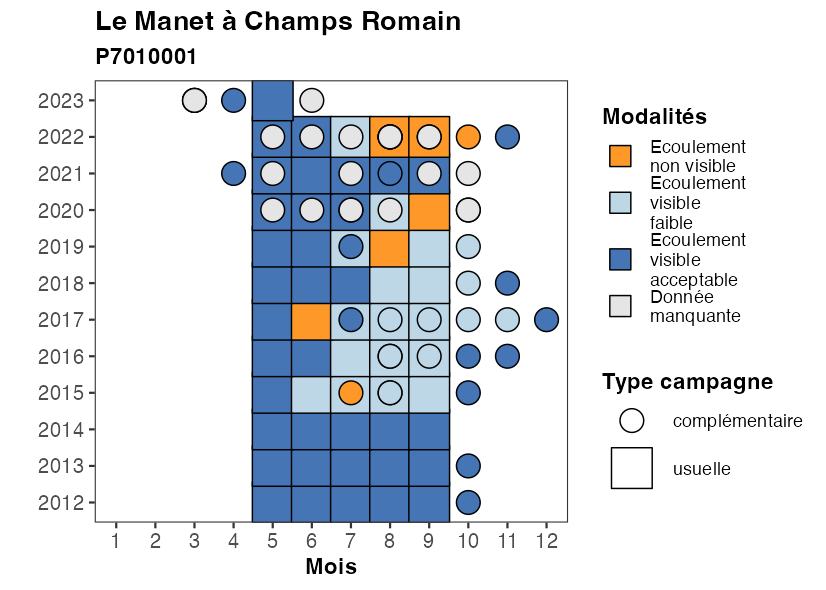 Le Manet à Champs Romain
P7010001
2023
2022
2021
2020
2019
2018
2017
2016
2015
2014
2013
2012
1 2 3 4 5 6 7 8 9 10 11 12
Mois
Modalités
Ecoulement
non visible
Ecoulement
visible
faible
Ecoulement
visible
acceptable
Donnée
manquante
Type campagne
complémentaire
usuelle